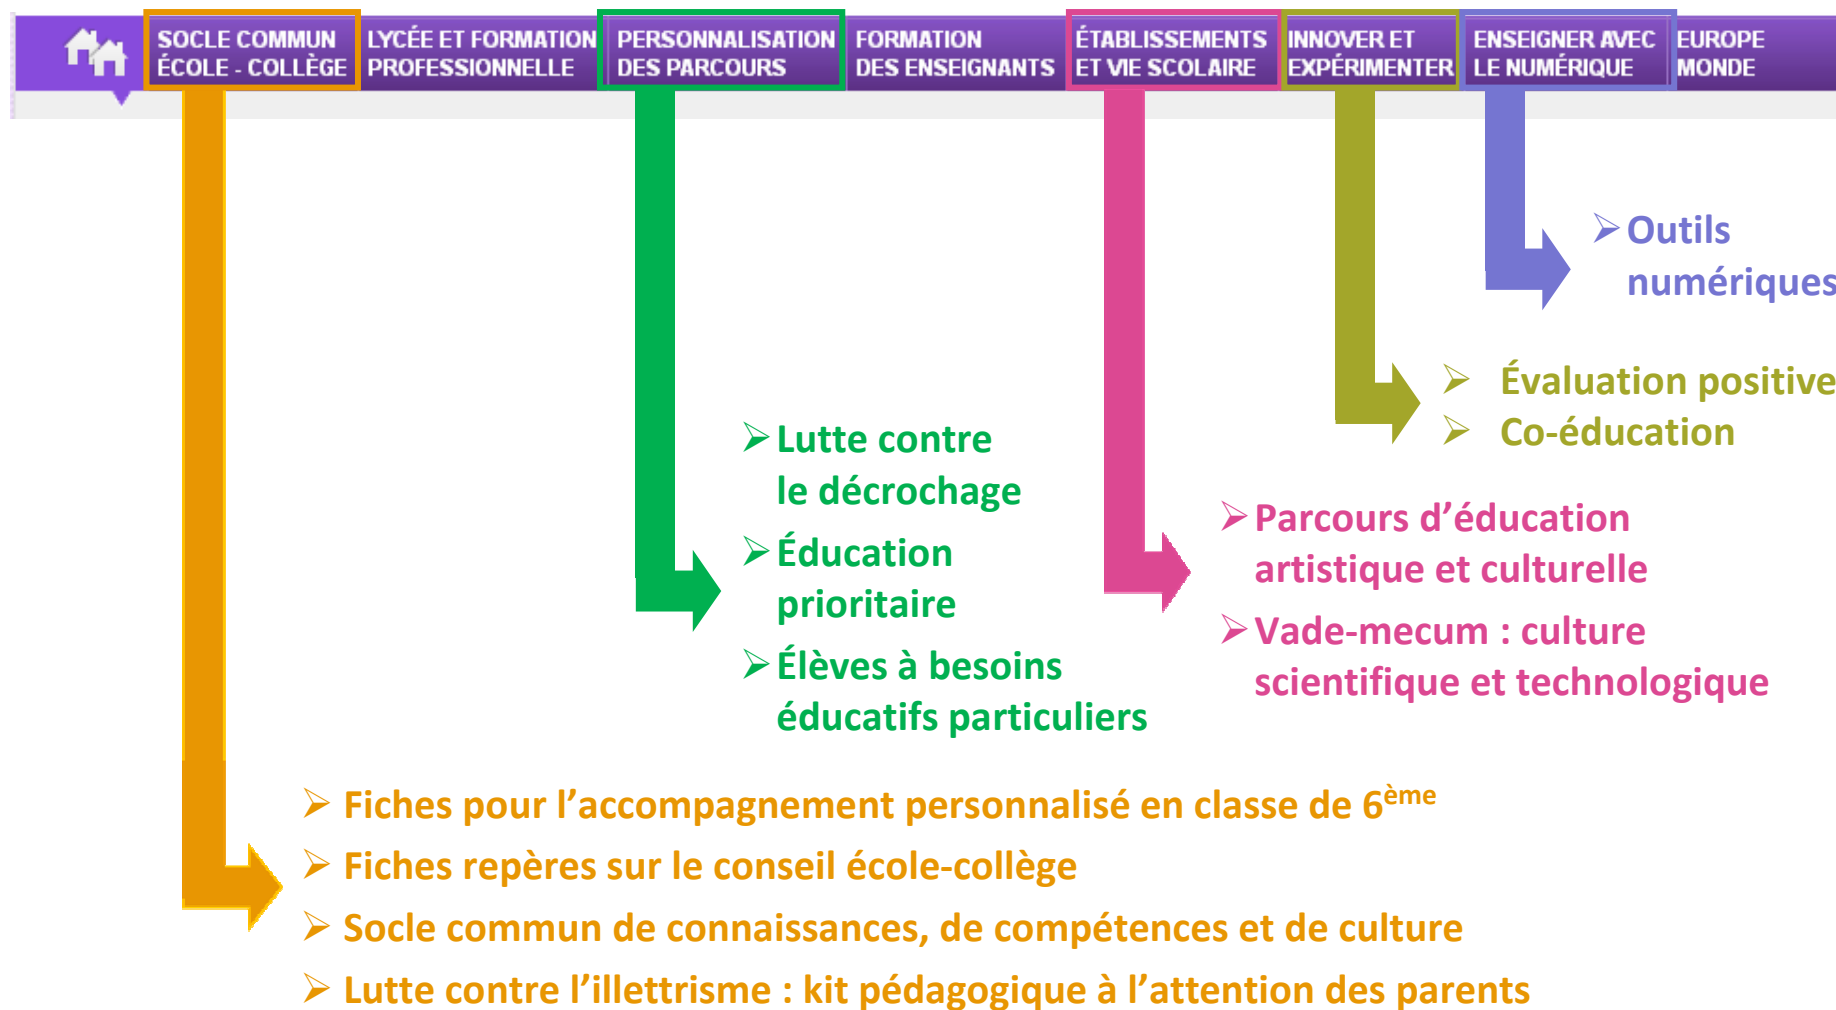 SOCLE COMMUN
ÉCOLE - COLLÈGE
LYCÉE ET FORMATION
PROFESSIONNELLE
PERSONNALISATION
DES PARCOURS
FORMATION
DES ENSEIGNANTS
ÉTABLISSEMENTS
ET VIE SCOLAIRE
INNOVER ET
EXPÉRIMENTER
ENSEIGNER AVEC
LE NUMÉRIQUE
EUROPE
MONDE
➢ Outils
numériques
➢ Évaluation positive
➢ Co-éducation
➢ Lutte contre
le décrochage
➢ Éducation
prioritaire
➢ Élèves à besoins
éducatifs particuliers
➢ Parcours d’éducation
artistique et culturelle
➢ Vade-mecum : culture
scientifique et technologique
➢ Fiches pour l’accompagnement personnalisé en classe de 6ème
➢ Fiches repères sur le conseil école-collège
➢ Socle commun de connaissances, de compétences et de culture
➢ Lutte contre l’illettrisme : kit pédagogique à l’attention des parents